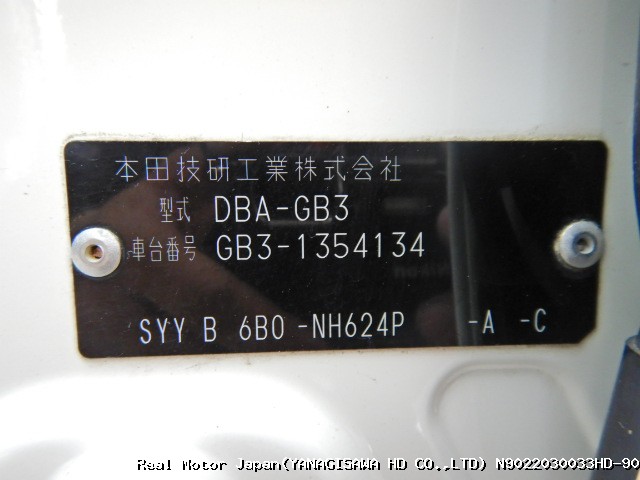 本田技研工業株式会社
型式 DBA-GB3
車台番号 GB3-1354134
SYY B 6B0 -NH624P -A -C
Real Motor Japan(YANAGISAWA HD CO.,LTD) N9022030033HD-90